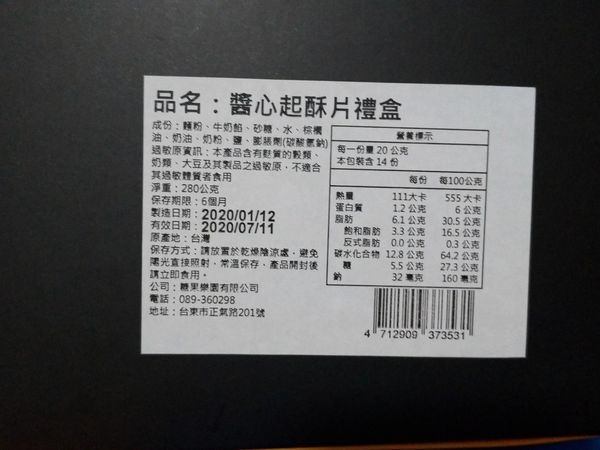 品名：醬心起酥片禮盒
成份：麵粉、牛奶餡、砂糖、水、棕櫚
油、奶油、奶粉、鹽、膨脹劑(碳酸氫鈉)
過敏原資訊：本產品含有麩質的穀類、
奶類、大豆及其製品之過敏原，不適合
其過敏體質者食用
淨重：280公克
保存期限：6個月
製造日期：2020/01/12
有效日期：2020/07/11
原產地：台灣
保存方式：請放置於乾燥陰涼處，避免
陽光直接照射，常溫保存，產品開封後
請立即食用。
公司：糖果樂園有限公司
電話：089-360298
地址：台東市正氣路201號
營養標示
每一份量 20 公克
本包裝含 14 份
每份 每100公克
熱量 111大卡 555 大卡
蛋白質 1.2 公克 6 公克
脂肪 6.1 公克 30.5 公克
飽和脂肪 3.3 公克 16.5 公克
反式脂肪 0.0 公克 0.3 公克
碳水化合物 12.8 公克 64.2 公克
糖 5.5 公克 27.3 公克
鈉 32 毫克 160 毫克
4 712909 373531